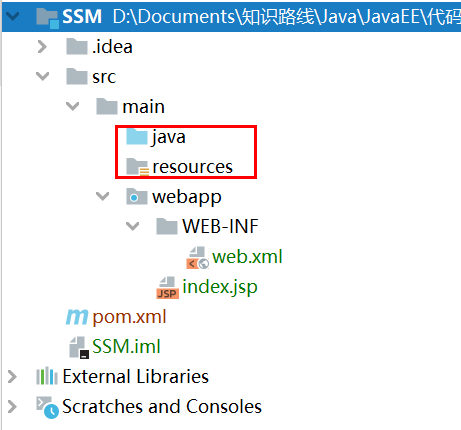 SSM D:\Documents\知识路线\Java\JavaEE\代码
.idea
src
main
java
resources
webapp
WEB-INF
web.xml
JSP index.jsp
m pom.xml
SSM.iml
External Libraries
Scratches and Consoles